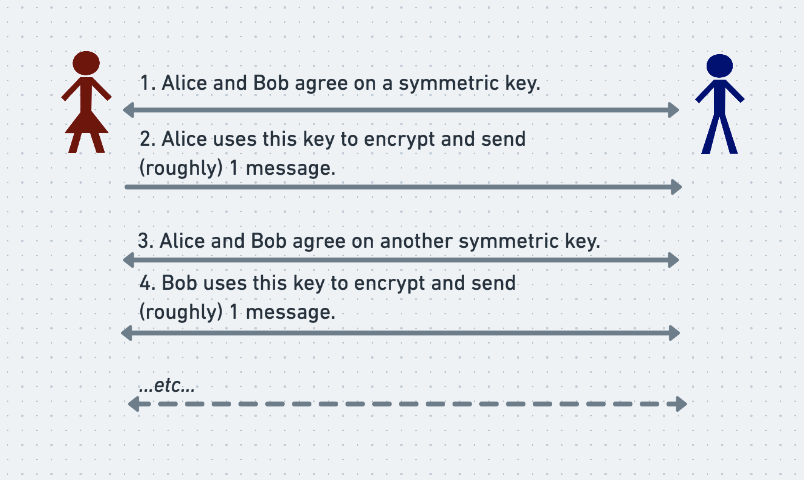 1. Alice and Bob agree on a symmetric key.
2. Alice uses this key to encrypt and send
(roughly) 1 message.
3. Alice and Bob agree on another symmetric key.
4. Bob uses this key to encrypt and send
(roughly) 1 message.
...etc...